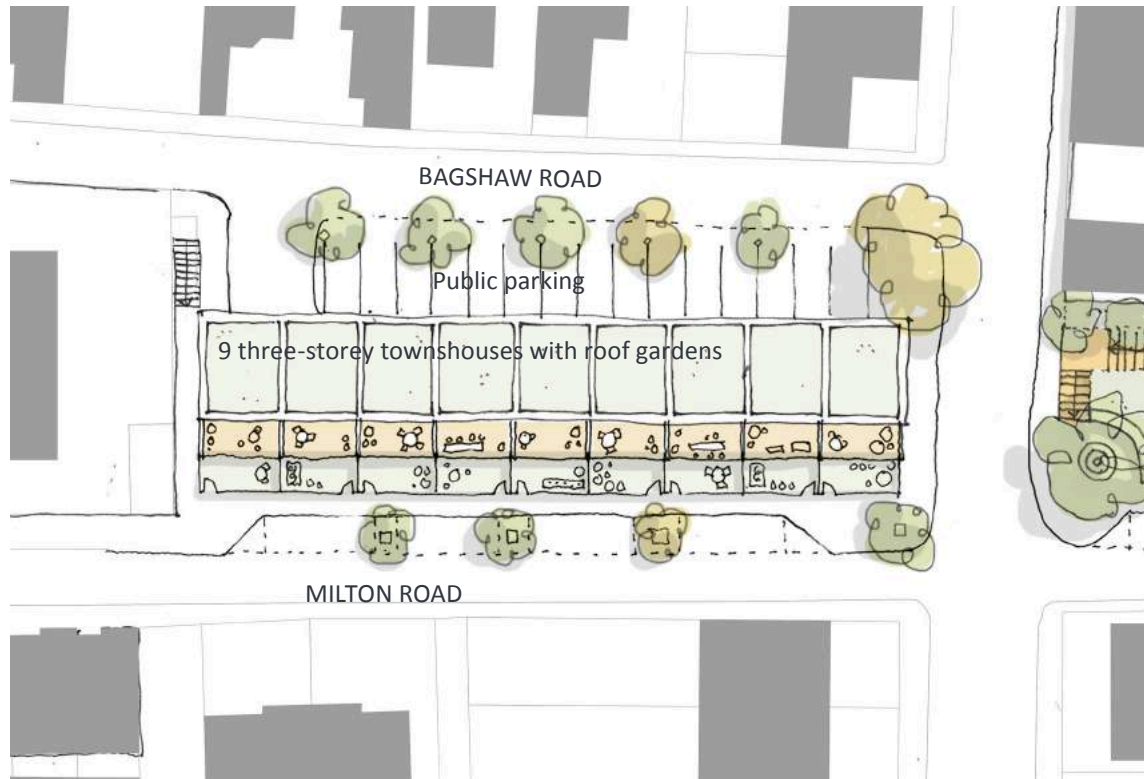 BAGSHAW ROAD
Public parking
9 three-storey townshouses with roof gardens
MILTON ROAD